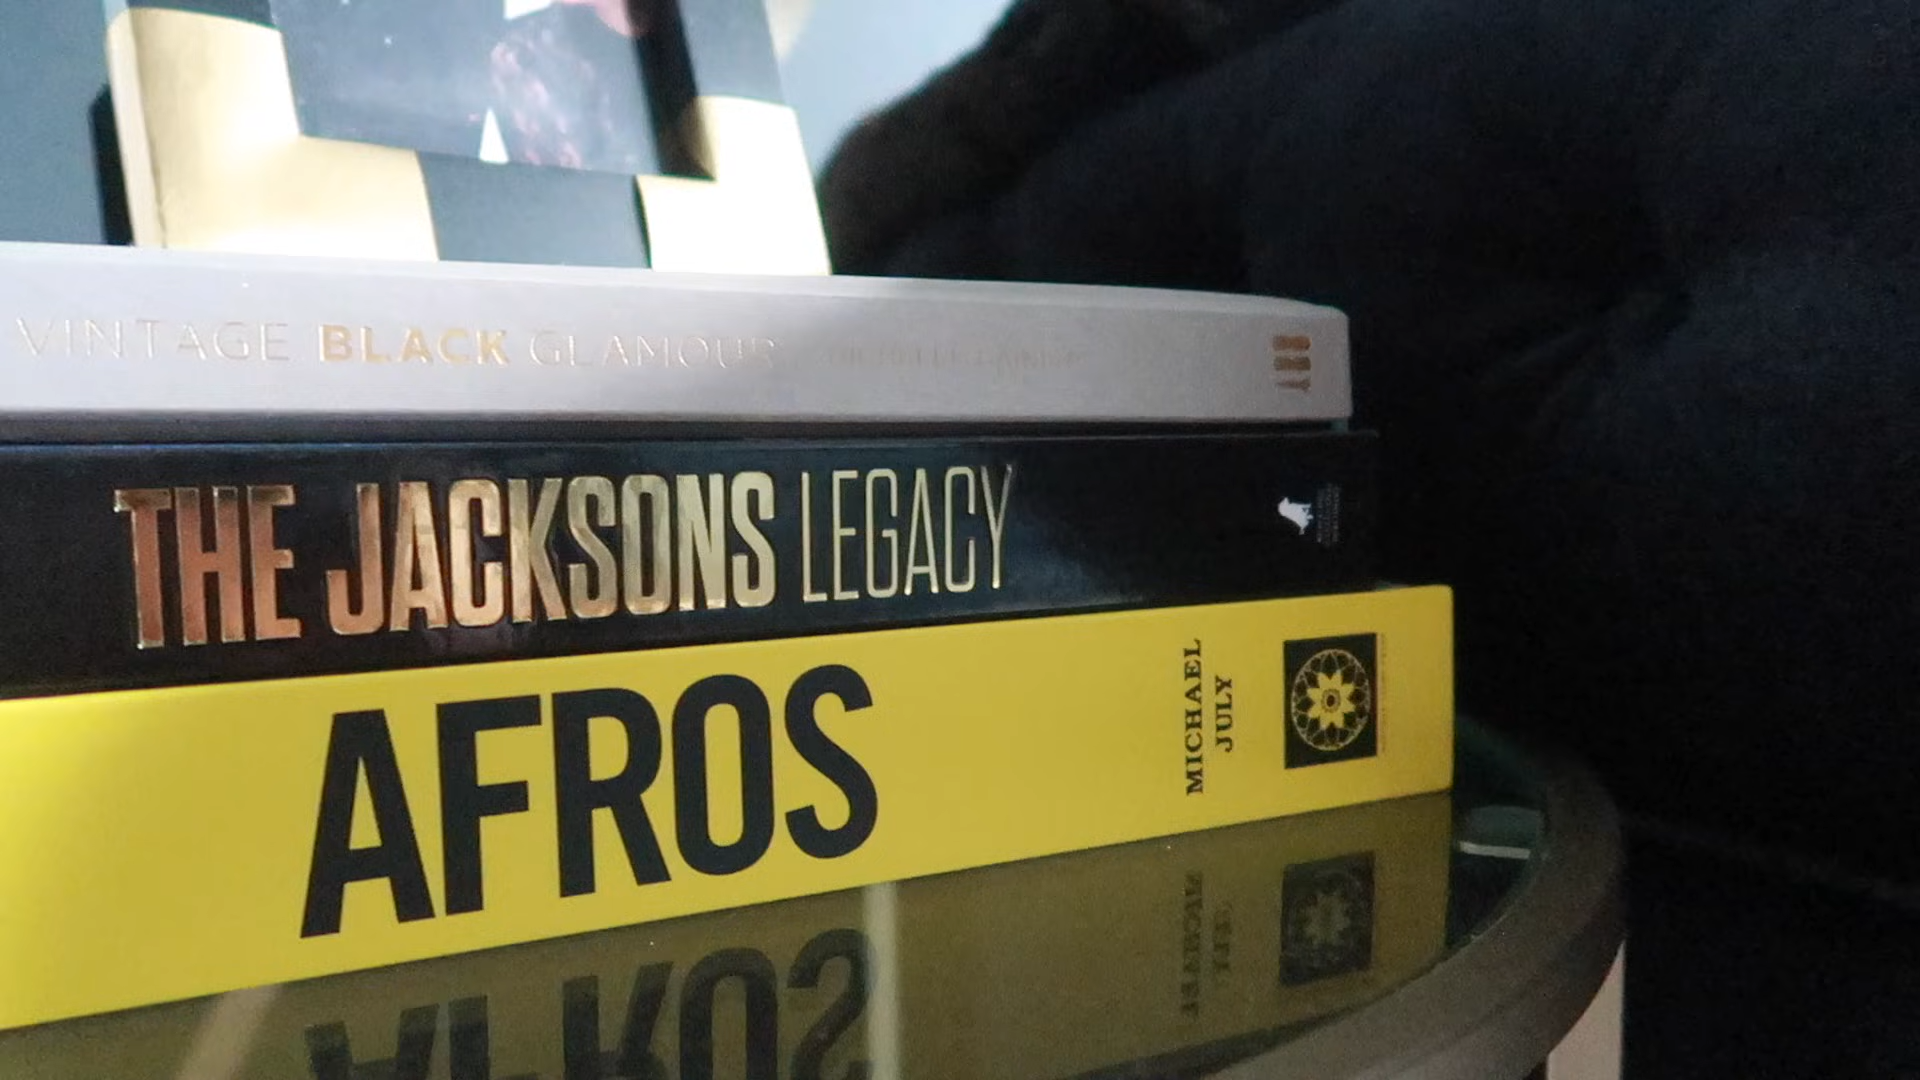 VINTAGE BLACK GLAMOUR
THE JACKSONS LEGACY
AFROS
MICHAEL
JULY